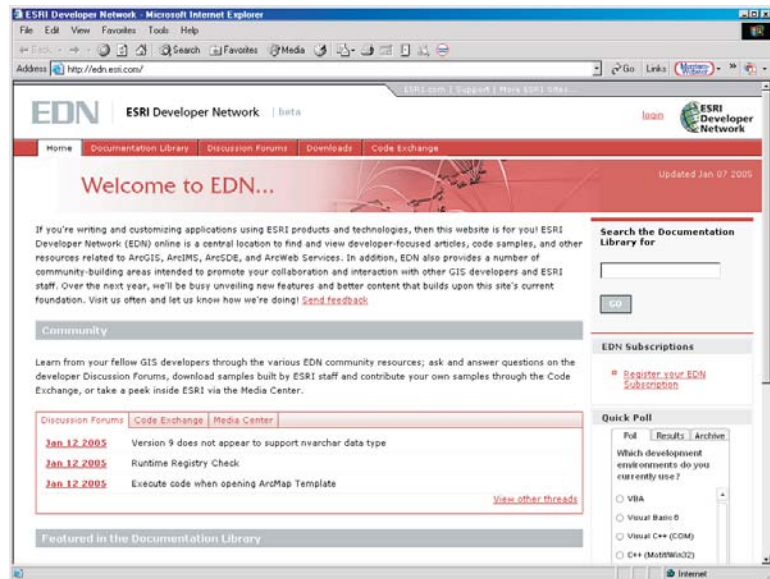 ESRI Developer Network - Microsoft Internet Explorer
File Edit View Favorites Tools Help
Back Search Favorites Media
Address http://edn.esri.com/ Go Links
ESRI.com | Support | More ESRI Sites...
EDN ESRI Developer Network | beta
login
ESRI
Developer
Network
Home Documentation Library Discussion Forums Downloads Code Exchange
Welcome to EDN...
Updated Jan 07 2005
If you're writing and customizing applications using ESRI products and technologies, then this website is for you! ESRI
Developer Network (EDN) online is a central location to find and view developer-focused articles, code samples, and other
resources related to ArcGIS, ArcIMS, ArcSDE, and ArcWeb Services. In addition, EDN also provides a number of
community-building areas intended to promote your collaboration and interaction with other GIS developers and ESRI
staff. Over the next year, we'll be busy unveiling new features and better content that builds upon this site's current
foundation. Visit us often and let us know how we're doing! Send feedback
Community
Learn from your fellow GIS developers through the various EDN community resources; ask and answer questions on the
developer Discussion Forums, download samples built by ESRI staff and contribute your own samples through the Code
Exchange, or take a peek inside ESRI via the Media Center.
Discussion Forums Code Exchange Media Center
Jan 12 2005 Version 9 does not appear to support nvarchar data type
Jan 12 2005 Runtime Registry Check
Jan 12 2005 Execute code when opening ArcMap Template
View other threads
Featured in the Documentation Library
Search the Documentation
Library for
GO
EDN Subscriptions
Register your EDN
Subscription
Quick Poll
Poll Results Archive
Which development
environments do you
currently use?
VBA
Visual Basic 6
Visual C++ (COM)
C++ (Motif/Win32)
Internet